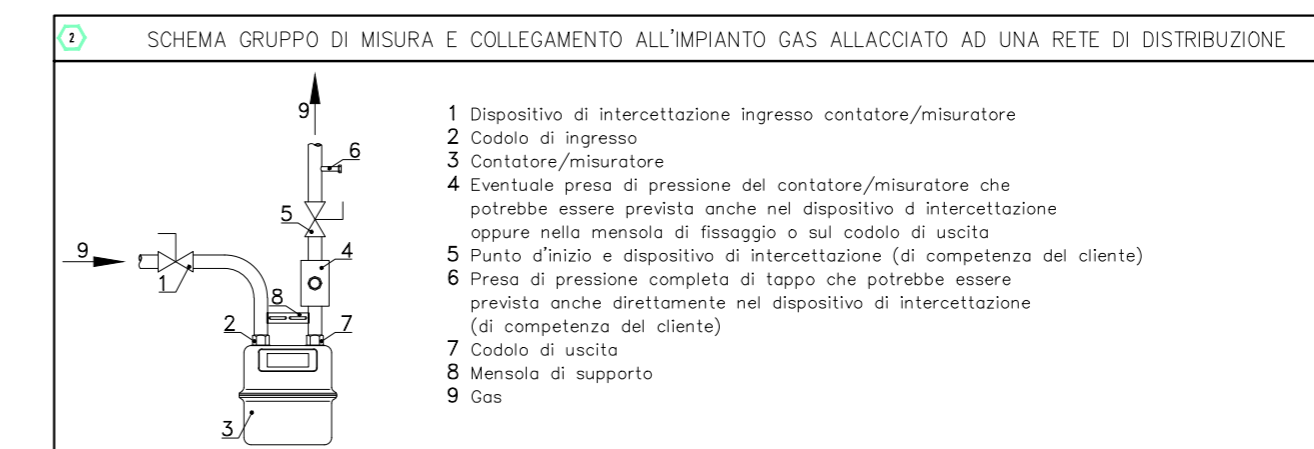 2
SCHEMA GRUPPO DI MISURA E COLLEGAMENTO ALL'IMPIANTO GAS ALLACCIATO AD UNA RETE DI DISTRIBUZIONE
9
6
5
4
9
1
8
2
7
3
1 Dispositivo di intercettazione ingresso contatore/misuratore
2 Codolo di ingresso
3 Contatore/misuratore
4 Eventuale presa di pressione del contatore/misuratore che
potrebbe essere prevista anche nel dispositivo d intercettazione
oppure nella mensola di fissaggio o sul codolo di uscita
5 Punto d'inizio e dispositivo di intercettazione (di competenza del cliente)
6 Presa di pressione completa di tappo che potrebbe essere
prevista anche direttamente nel dispositivo di intercettazione
(di competenza del cliente)
7 Codolo di uscita
8 Mensola di supporto
9 Gas